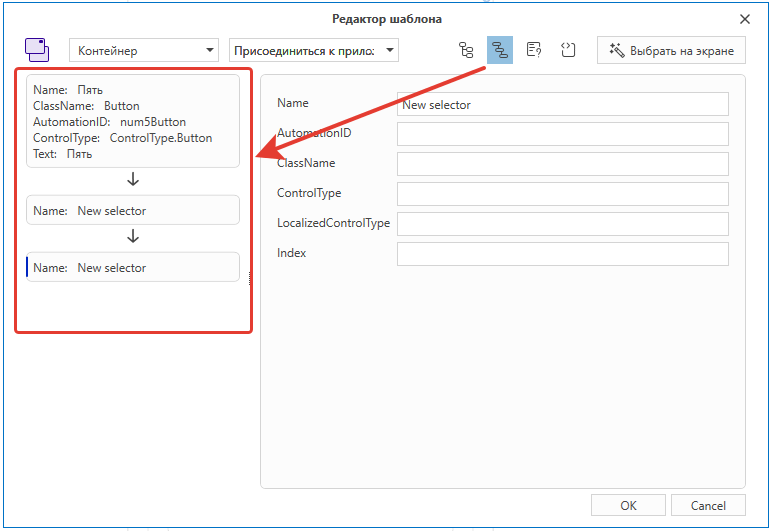 Редактор шаблона
Контейнер
Присоединиться к прило:
Выбрать на экране
Name: Пять
ClassName: Button
AutomationID: num5Button
ControlType: ControlType.Button
Text: Пять
Name: New selector
Name: New selector
Name New selector
AutomationID
ClassName
ControlType
LocalizedControlType
Index
OK Cancel